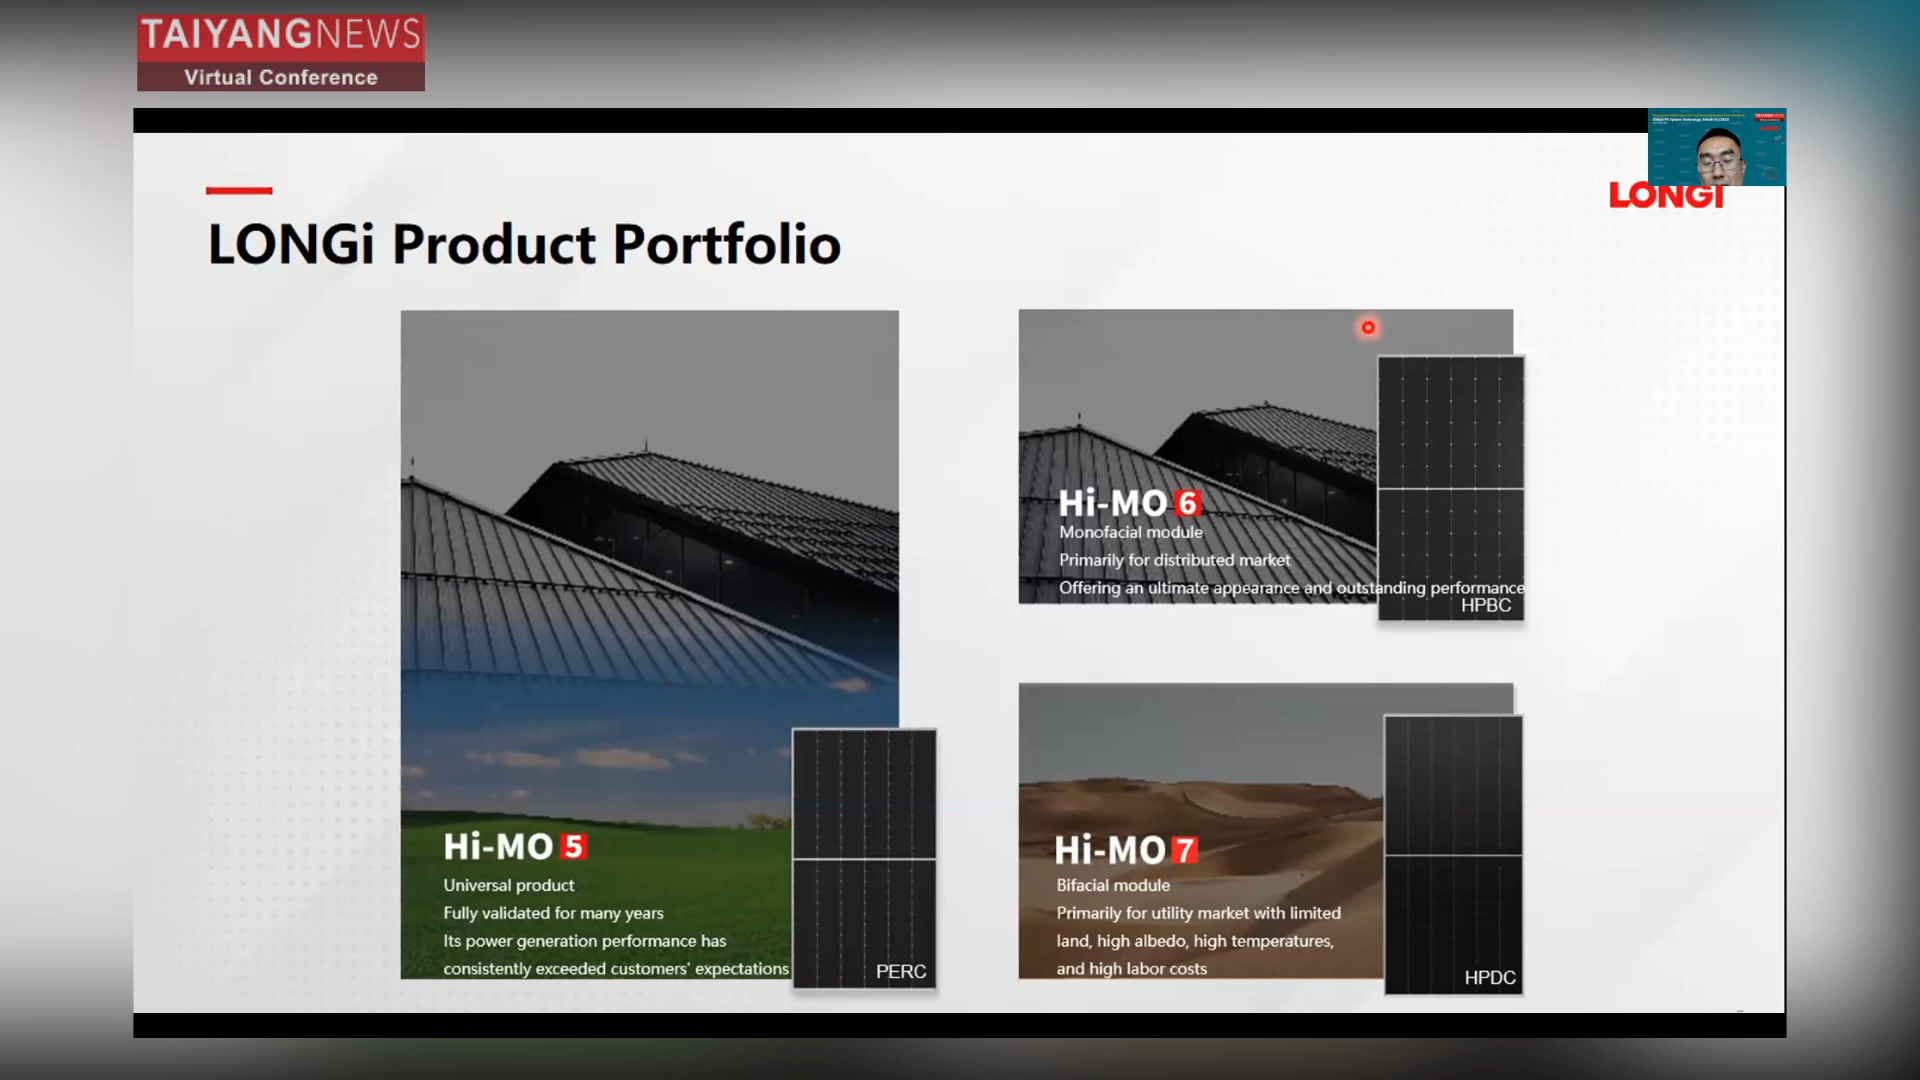 TAIYANGNEWS
Virtual Conference
TAIYANGNEWS
LONGi
LONGi Product Portfolio
Hi-MO 6
Monofacial module
Primarily for distributed market
Offering an ultimate appearance and outstanding performance
HPBC
Hi-MO 5
Universal product
Fully validated for many years
Its power generation performance has
consistently exceeded customers' expectations
PERC
Hi-MO 7
Bifacial module
Primarily for utility market with limited
land, high albedo, high temperatures,
and high labor costs
HPDC